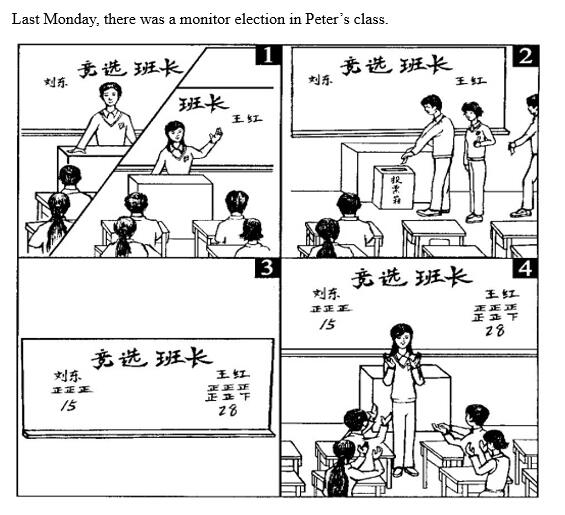 Last Monday, there was a monitor election in Peter's class.
1
竞选班长
刘东
班长
王红
2
竞选班长
刘东 王红
投票箱
3
竞选班长
刘东 王红
正正正 正正正
正正下
15 28
4
竞选班长
刘东 王红
正正正 正正正
正正下
15 28